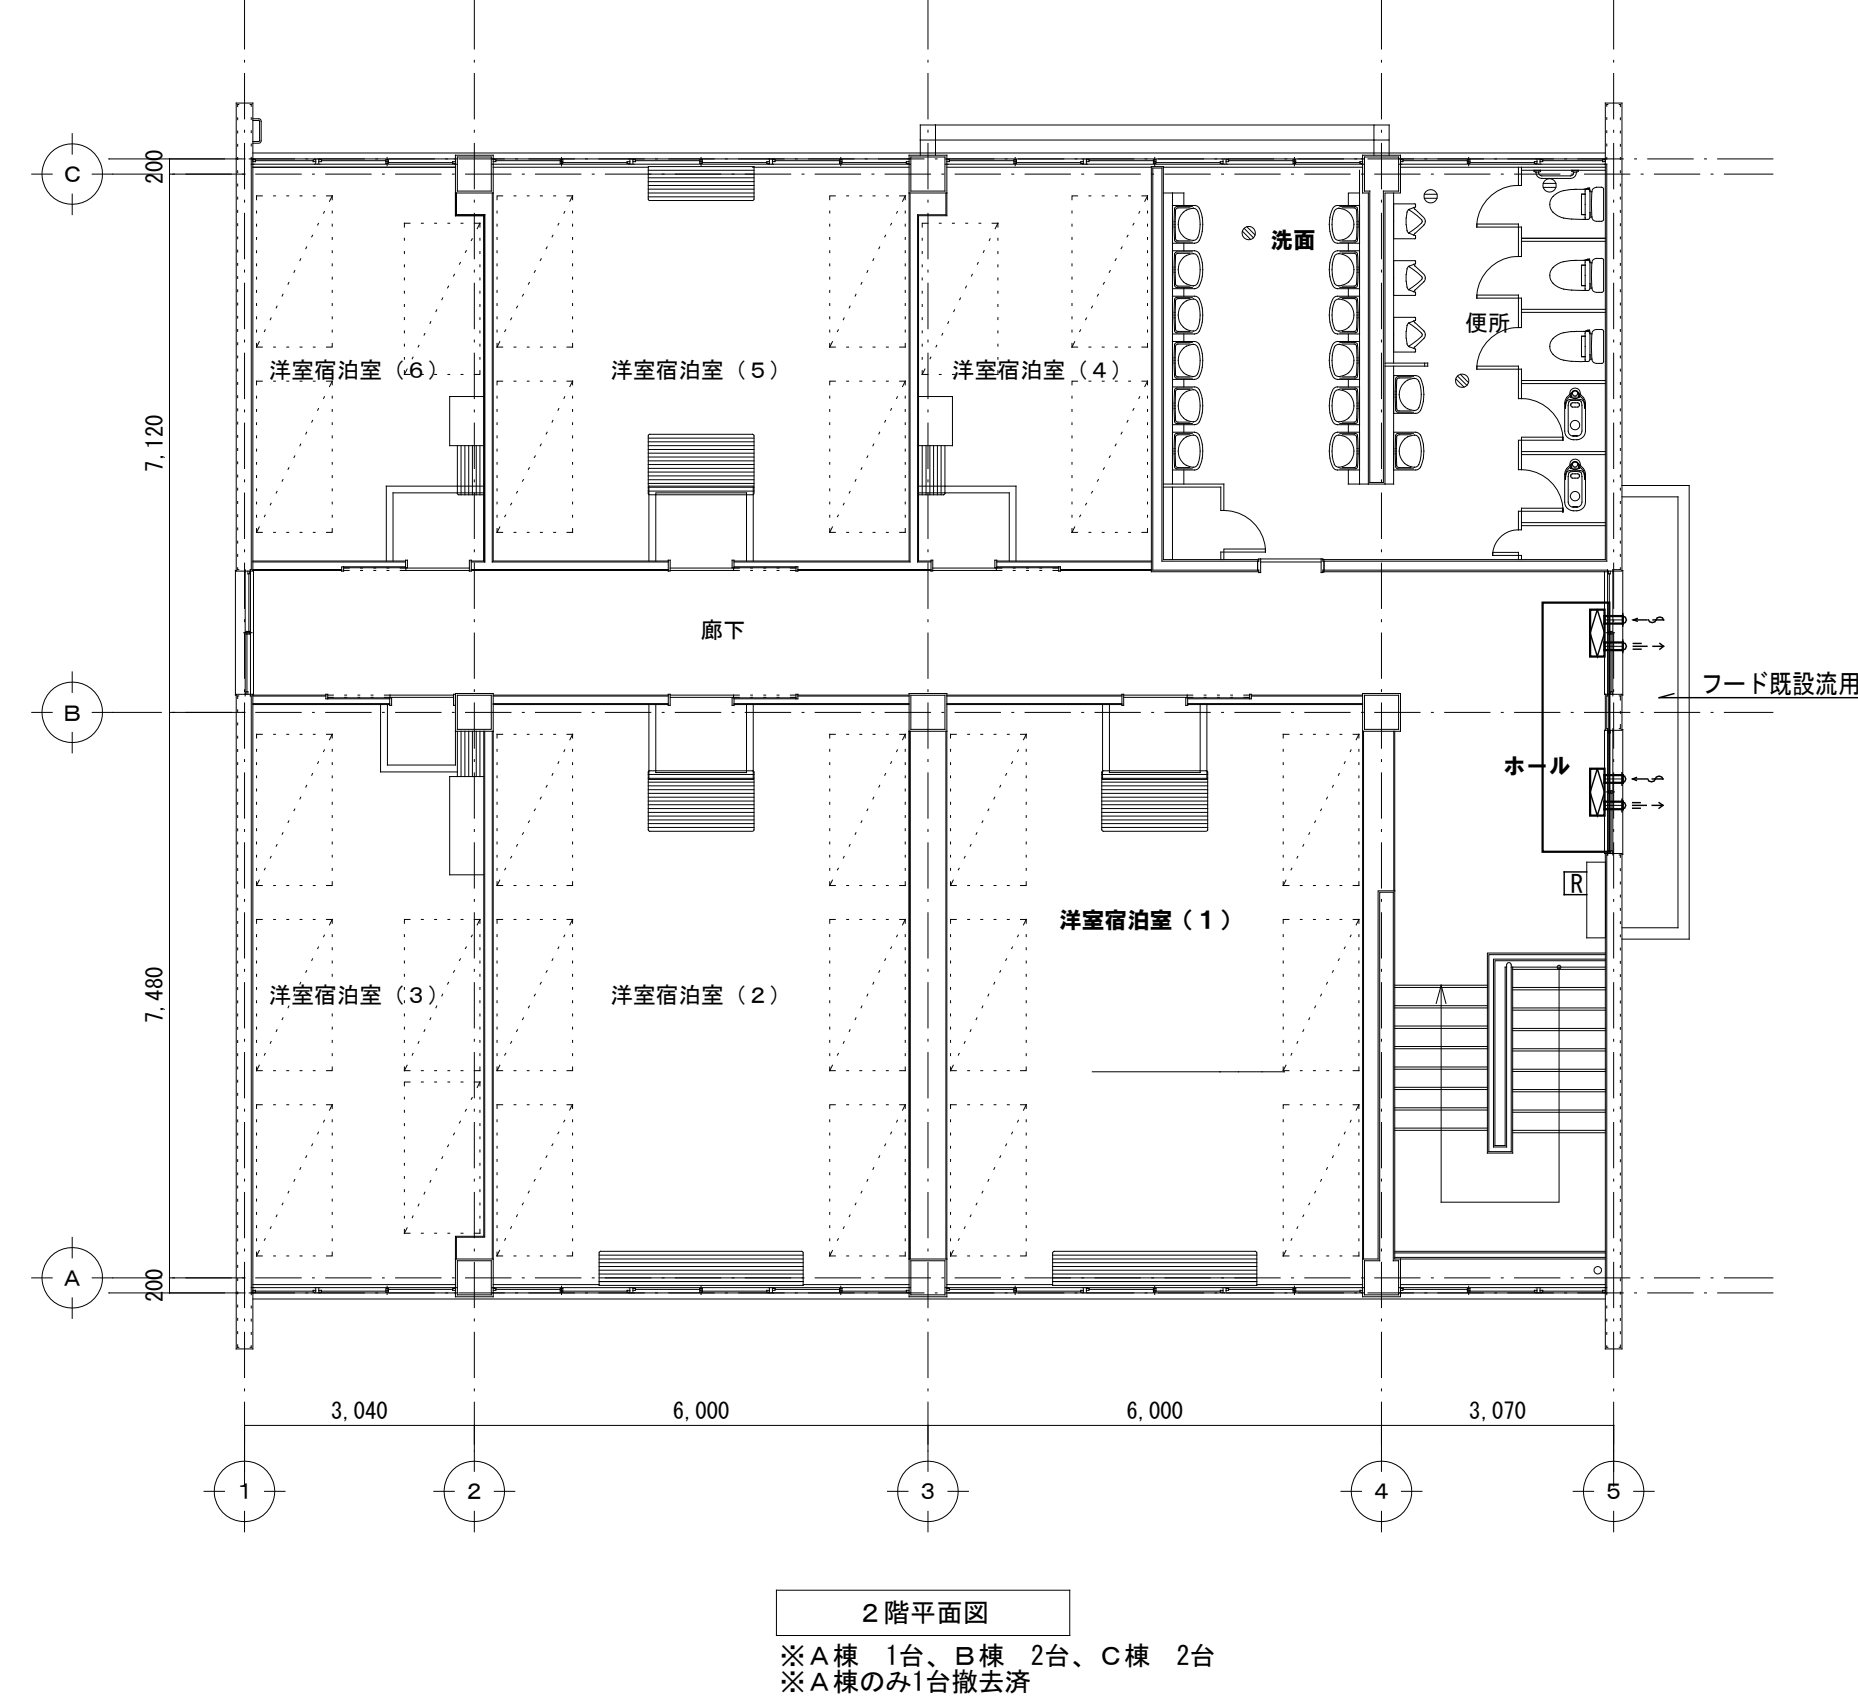 C
200
洗面
便所
洋室宿泊室（６）
洋室宿泊室（５）
洋室宿泊室（４）
7,120
廊下
フード既設流用
B
ホール
R
洋室宿泊室（１）
7,480
洋室宿泊室（３）
洋室宿泊室（２）
A
200
3,040
6,000
6,000
3,070
1
2
3
4
5
２階平面図
※Ａ棟　1台、Ｂ棟　2台、Ｃ棟　2台
※Ａ棟のみ1台撤去済